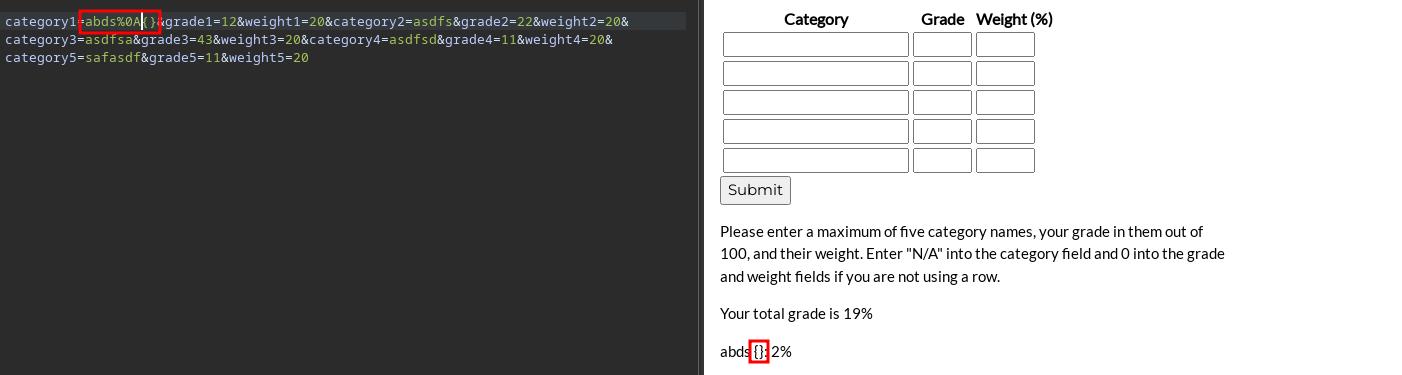 category1=abds%0A{}&grade1=12&weight1=20&category2=asdfs&grade2=22&weight2=20&
category3=asdfsa&grade3=43&weight3=20&category4=asdfsd&grade4=11&weight4=20&
category5=safasdf&grade5=11&weight5=20
Category Grade Weight (%)
Submit
Please enter a maximum of five category names, your grade in them out of
100, and their weight. Enter "N/A" into the category field and 0 into the grade
and weight fields if you are not using a row.
Your total grade is 19%
abds {}: 2%